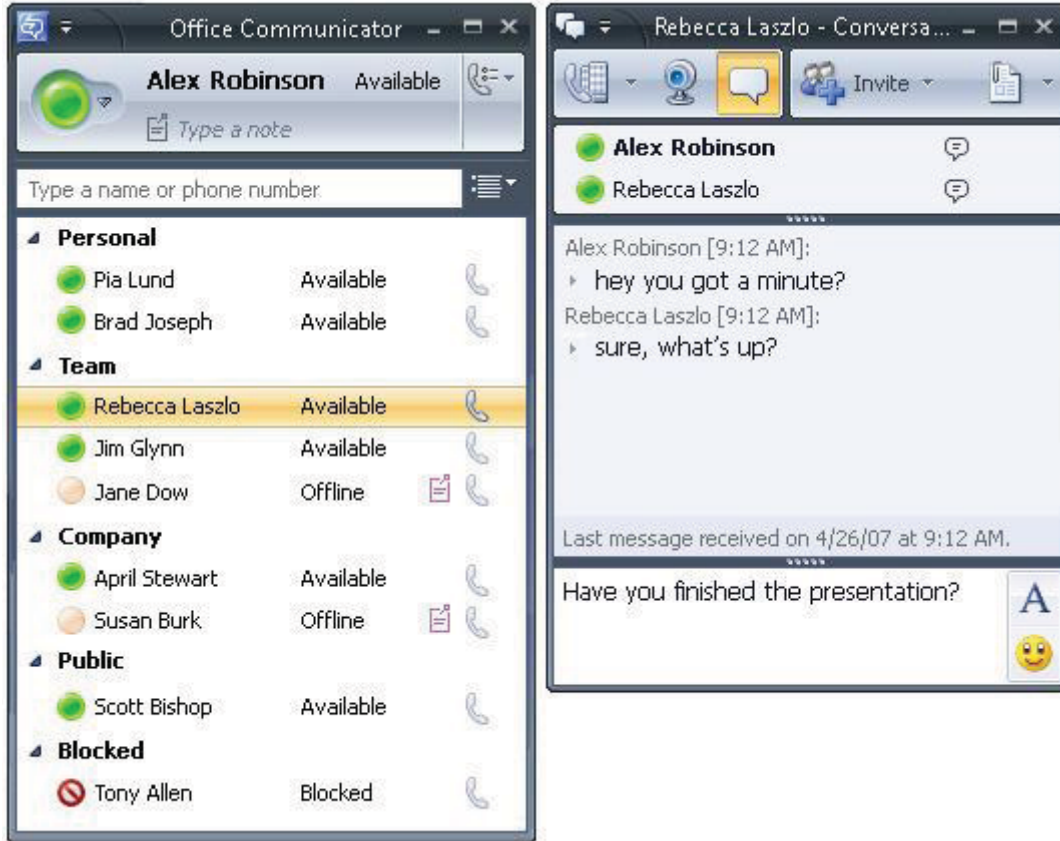 Office Communicator
Alex Robinson Available
Type a note
Type a name or phone number
Personal
Pia Lund Available
Brad Joseph Available
Team
Rebecca Laszlo Available
Jim Glynn Available
Jane Dow Offline
Company
April Stewart Available
Susan Burk Offline
Public
Scott Bishop Available
Blocked
Tony Allen Blocked
Rebecca Laszlo - Conversa...
Invite
Alex Robinson
Rebecca Laszlo
Alex Robinson [9:12 AM]:
hey you got a minute?
Rebecca Laszlo [9:12 AM]:
sure, what's up?
Last message received on 4/26/07 at 9:12 AM.
Have you finished the presentation?
A